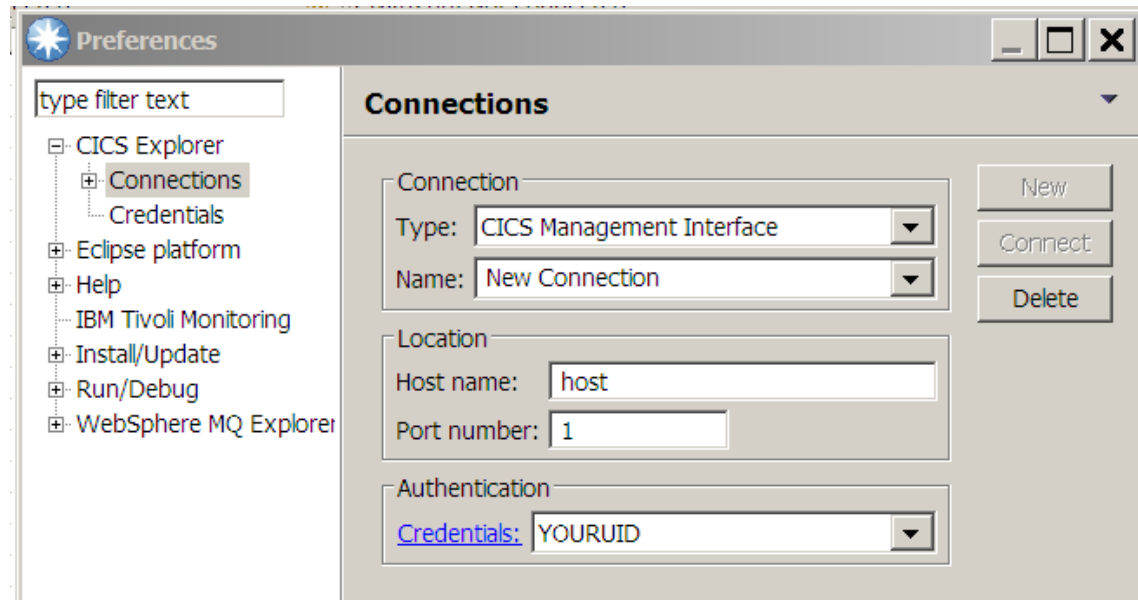 Preferences
type filter text
Connections
CICS Explorer
Connections
Credentials
Eclipse platform
Help
IBM Tivoli Monitoring
Install/Update
Run/Debug
WebSphere MQ Explorer
Connection
Type: CICS Management Interface
Name: New Connection
Location
Host name: host
Port number: 1
Authentication
Credentials: YOURUID
New
Connect
Delete